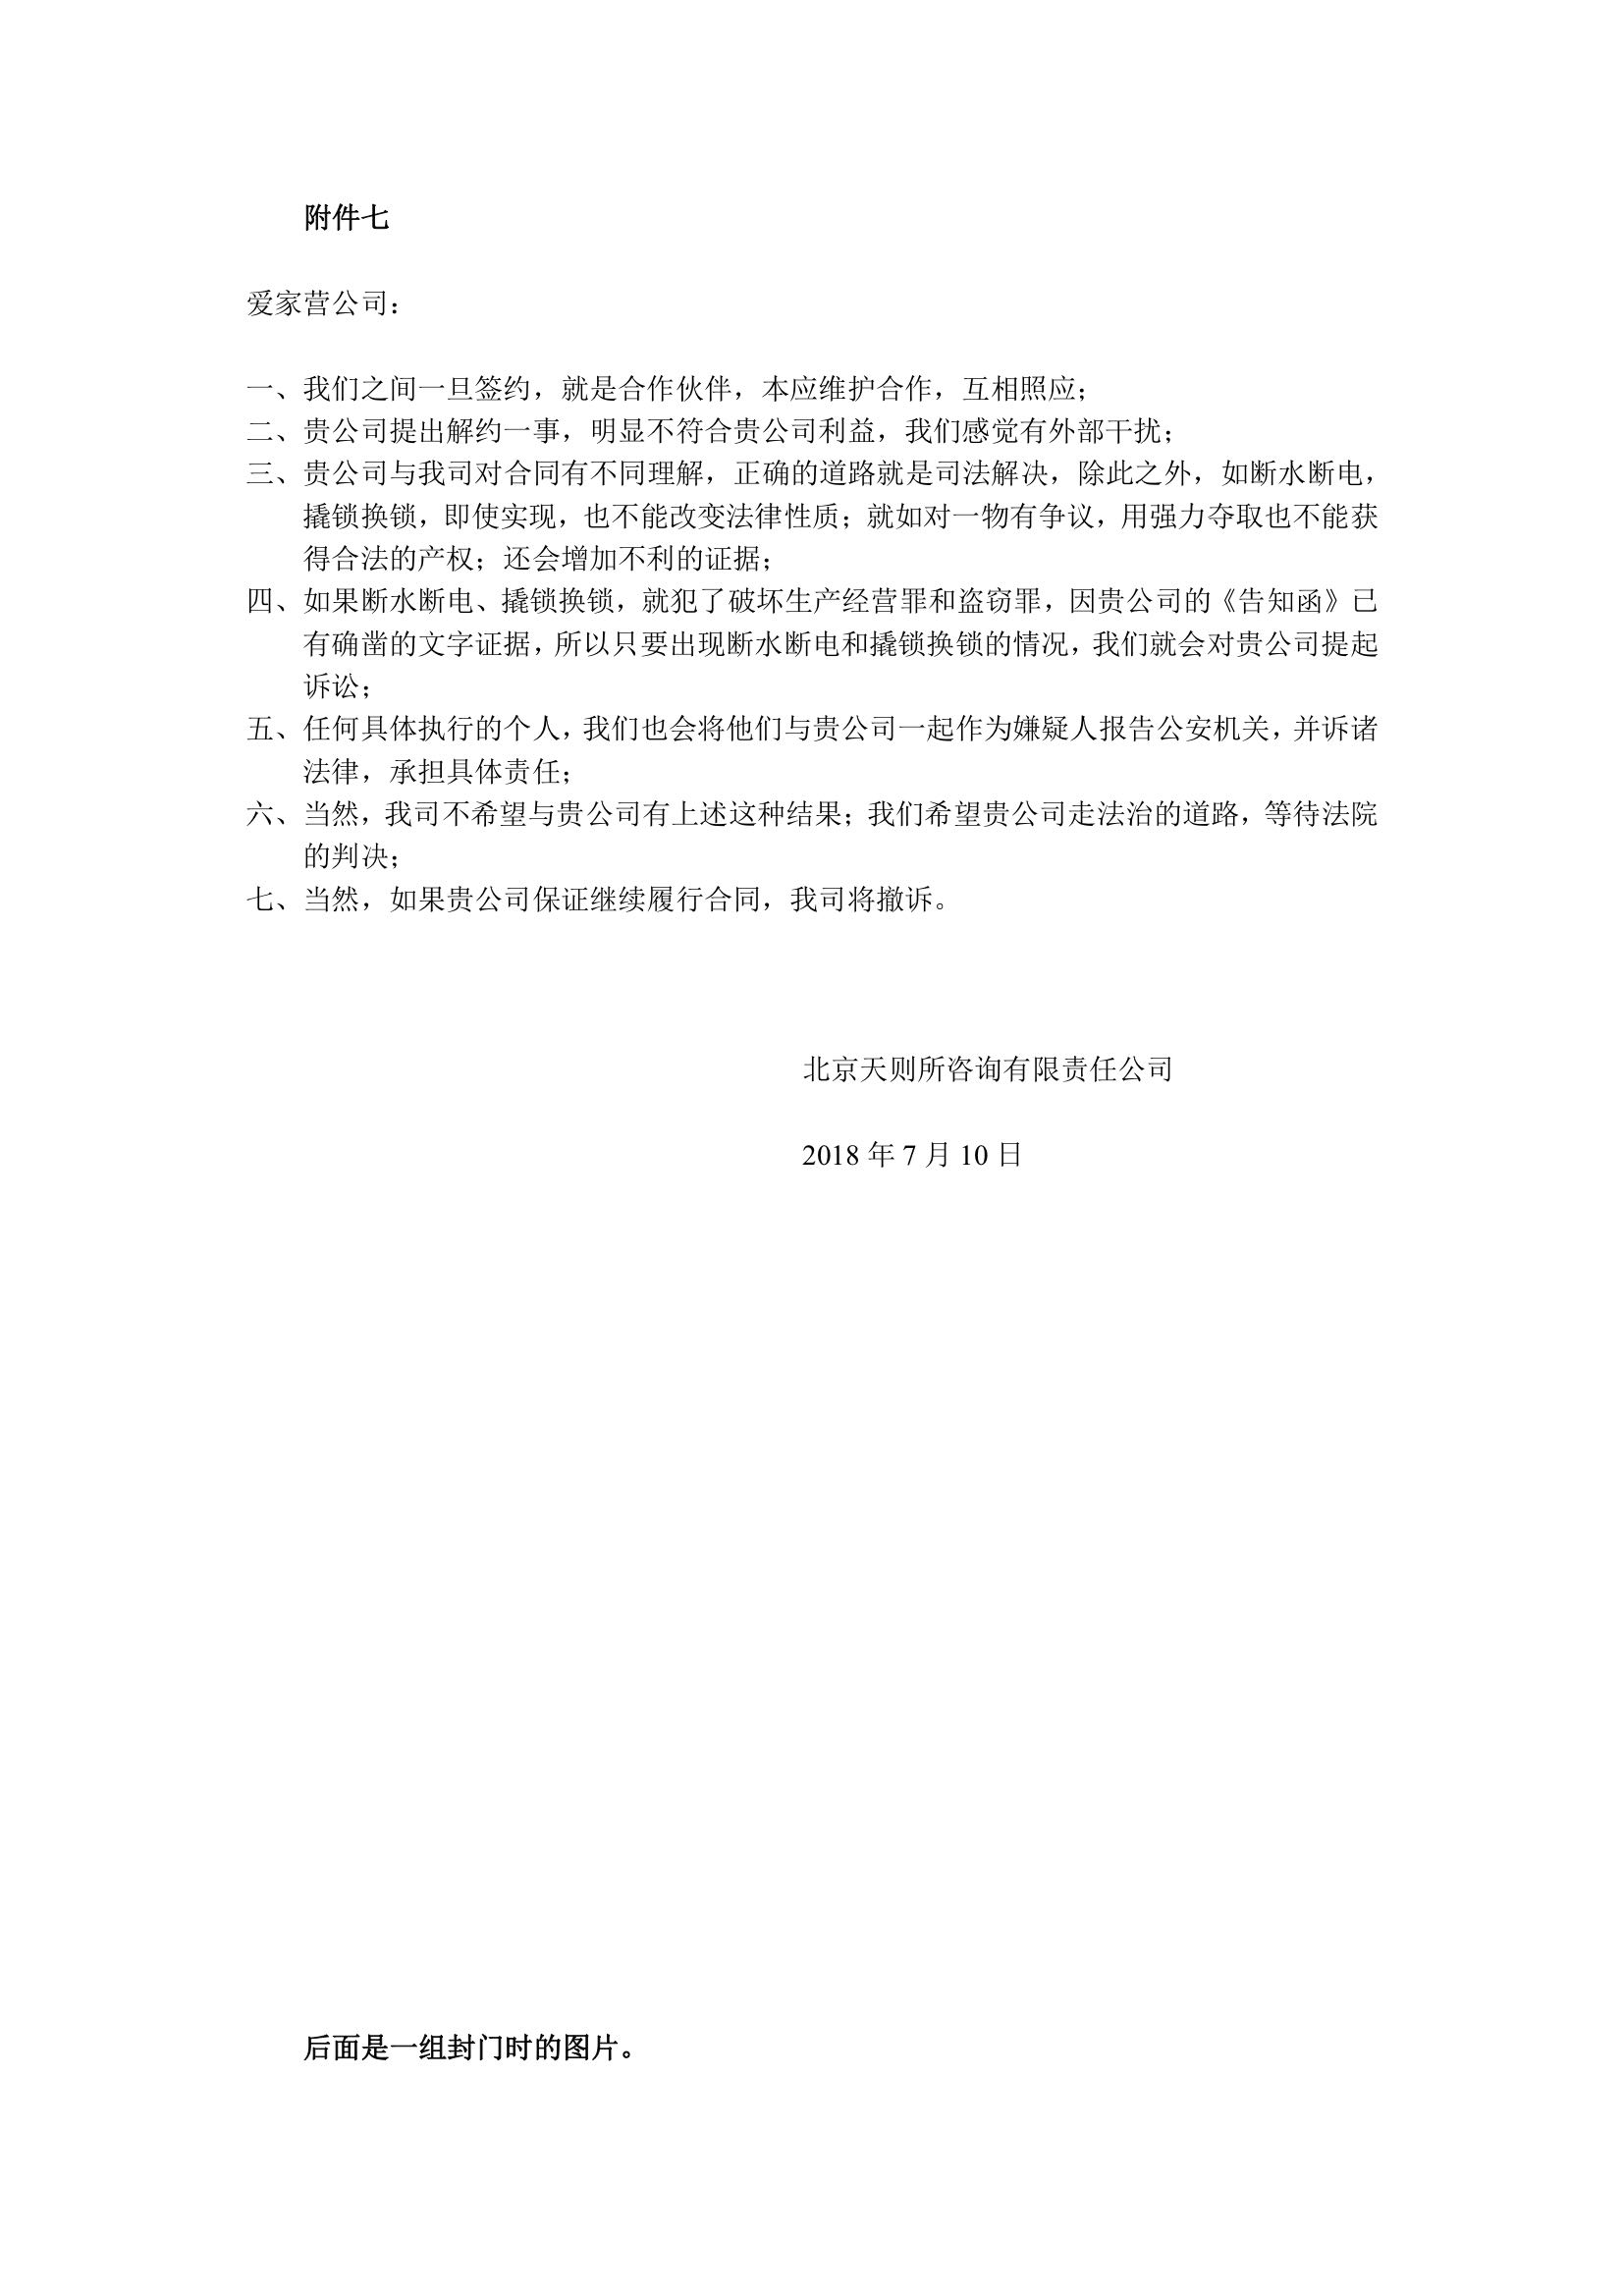 附件七
爱家营公司：
一、我们之间一旦签约，就是合作伙伴，本应维护合作，互相照应；
二、贵公司提出解约一事，明显不符合贵公司利益，我们感觉有外部干扰；
三、贵公司与我司对合同有不同理解，正确的道路就是司法解决，除此之外，如断水断电，
撬锁换锁，即使实现，也不能改变法律性质；就如对一物有争议，用强力夺取也不能获
得合法的产权；还会增加不利的证据；
四、如果断水断电、撬锁换锁，就犯了破坏生产经营罪和盗窃罪，因贵公司的《告知函》已
有确凿的文字证据，所以只要出现断水断电和撬锁换锁的情况，我们就会对贵公司提起
诉讼；
五、任何具体执行的个人，我们也会将他们与贵公司一起作为嫌疑人报告公安机关，并诉诸
法律，承担具体责任；
六、当然，我司不希望与贵公司有上述这种结果；我们希望贵公司走法治的道路，等待法院
的判决；
七、当然，如果贵公司保证继续履行合同，我司将撤诉。
北京天则所咨询有限责任公司
2018 年 7 月 10 日
后面是一组封门时的图片。